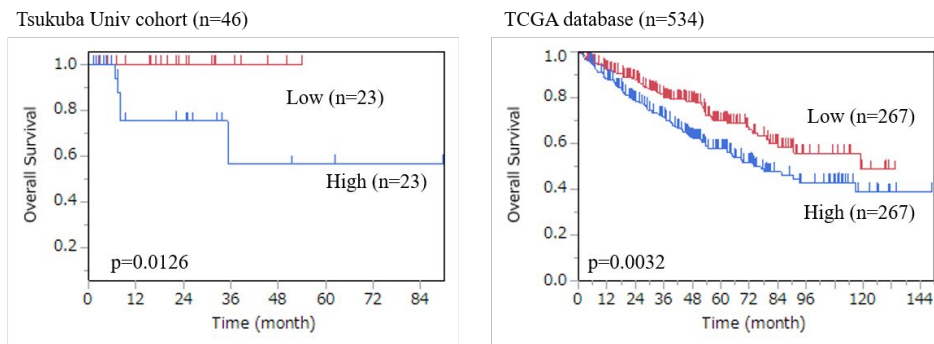 Tsukuba Univ cohort (n=46)
1.0
0.8
0.6
0.4
0.2
Overall Survival
Low (n=23)
High (n=23)
p=0.0126
0 12 24 36 48 60 72 84
Time (month)
TCGA database (n=534)
1.0
0.8
0.6
0.4
0.2
0.0
Overall Survival
Low (n=267)
High (n=267)
p=0.0032
0 12 24 36 48 60 72 84 96 120 144
Time (month)